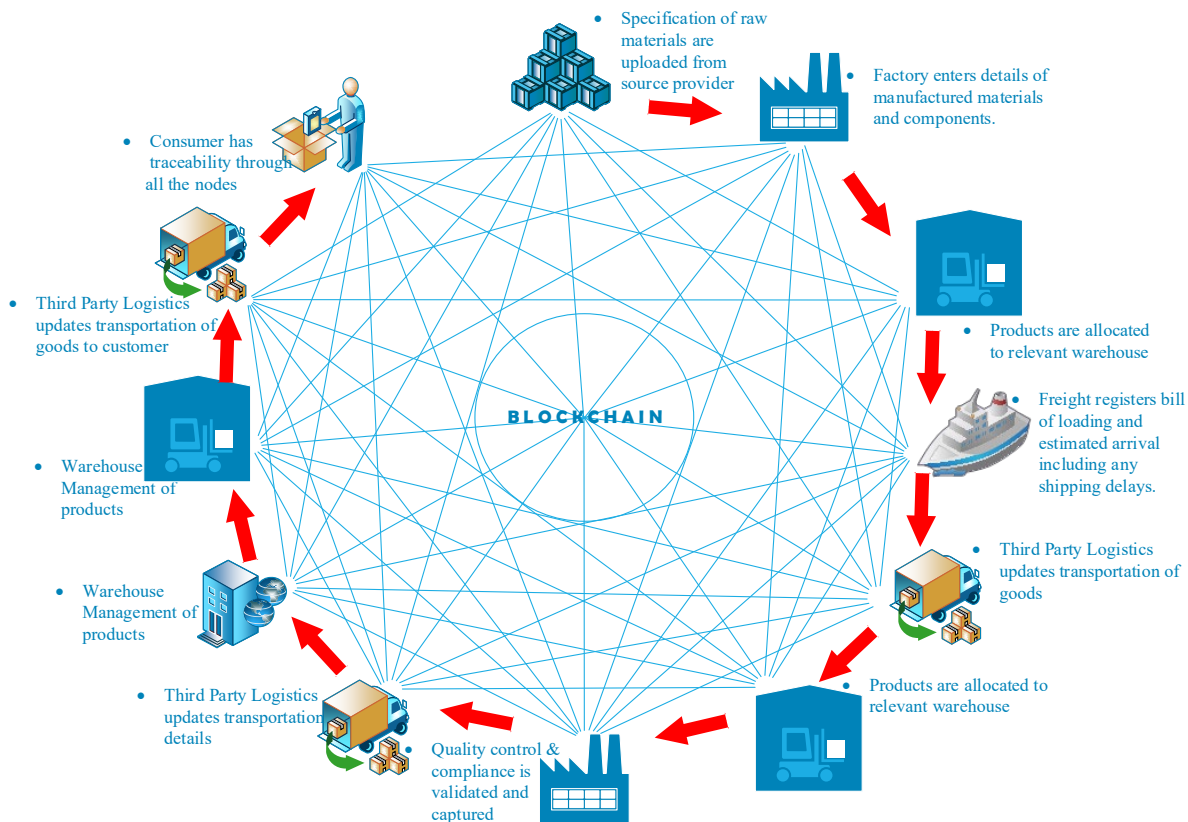 Specification of raw
materials are
uploaded from
source provider
Factory enters details of
manufactured materials
and components.
Products are allocated
to relevant warehouse
Freight registers bill
of loading and
estimated arrival
including any
shipping delays.
Third Party Logistics
updates transportation of
goods
Products are allocated to
relevant warehouse
Quality control &
compliance is
validated and
captured
Third Party Logistics
updates transportation
details
Warehouse
Management of
products
Warehouse
Management of
products
Third Party Logistics
updates transportation of
goods to customer
Consumer has
traceability through
all the nodes
BLOCKCHAIN